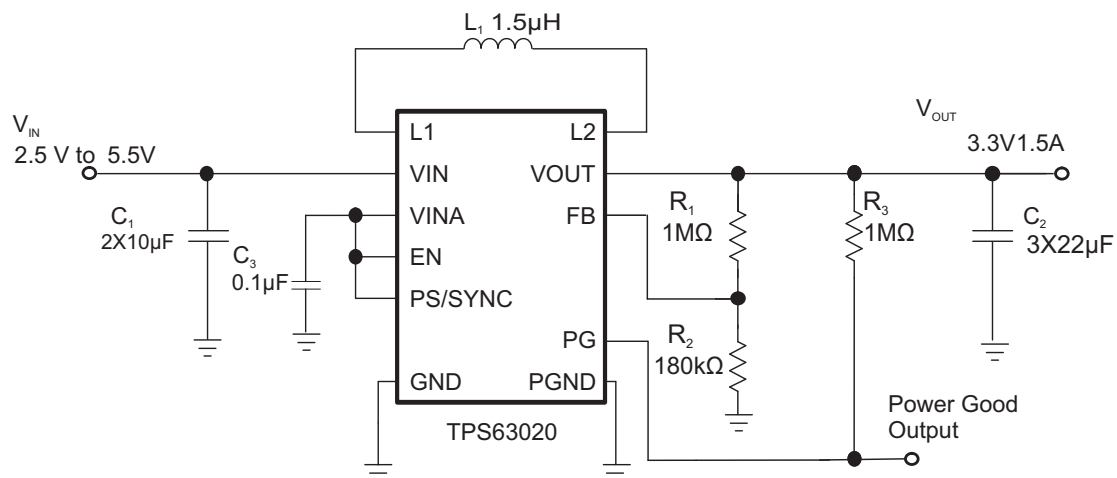 L₁ 1.5µH
V_IN
2.5 V to 5.5V
V_OUT
3.3V1.5A
L1
L2
VIN
VOUT
VINA
FB
EN
PS/SYNC
PG
GND
PGND
C₁
2X10µF
C₃
0.1µF
R₁
1MΩ
R₃
1MΩ
C₂
3X22µF
R₂
180kΩ
Power Good
Output
TPS63020